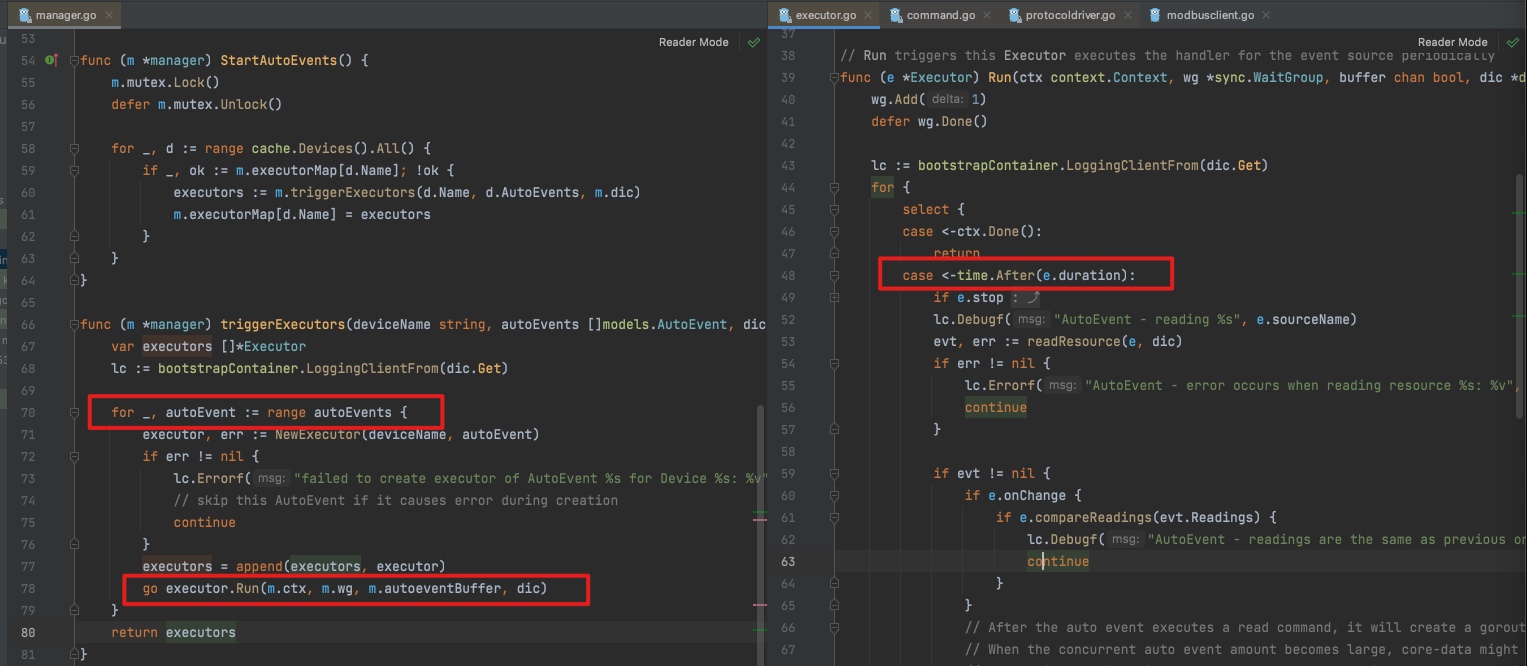 manager.go
Reader Mode
53
54 func (m *manager) StartAutoEvents() {
55 m.mutex.Lock()
56 defer m.mutex.Unlock()
57
58 for _, d := range cache.Devices().All() {
59 if _, ok := m.executorMap[d.Name]; !ok {
60 executors := m.triggerExecutors(d.Name, d.AutoEvents, m.dic)
61 m.executorMap[d.Name] = executors
62 }
63 }
64 }
65
66 func (m *manager) triggerExecutors(deviceName string, autoEvents []models.AutoEvent, dic
67 var executors []*Executor
68 lc := bootstrapContainer.LoggingClientFrom(dic.Get)
69
70 for _, autoEvent := range autoEvents {
71 executor, err := NewExecutor(deviceName, autoEvent)
72 if err != nil {
73 lc.Errorf( msg: "failed to create executor of AutoEvent %s for Device %s: %v"
74 // skip this AutoEvent if it causes error during creation
75 continue
76 }
77 executors = append(executors, executor)
78 go executor.Run(m.ctx, m.wg, m.autoeventBuffer, dic)
79 }
80 return executors
81 }
executor.go command.go protocoldriver.go modbusclient.go
Reader Mode
37
38 // Run triggers this Executor executes the handler for the event source periodically
39 func (e *Executor) Run(ctx context.Context, wg *sync.WaitGroup, buffer chan bool, dic *d
40 wg.Add( delta: 1)
41 defer wg.Done()
42
43 lc := bootstrapContainer.LoggingClientFrom(dic.Get)
44 for {
45 select {
46 case <-ctx.Done():
47 return
48 case <-time.After(e.duration):
49 if e.stop :
52 lc.Debugf( msg: "AutoEvent - reading %s", e.sourceName)
53 evt, err := readResource(e, dic)
54 if err != nil {
55 lc.Errorf( msg: "AutoEvent - error occurs when reading resource %s: %v",
56 continue
57 }
58
59 if evt != nil {
60 if e.onChange {
61 if e.compareReadings(evt.Readings) {
62 lc.Debugf( msg: "AutoEvent - readings are the same as previous on
63 continue
64 }
65 }
66 // After the auto event executes a read command, it will create a gorout
67 // When the concurrent auto event amount becomes large, core-data might